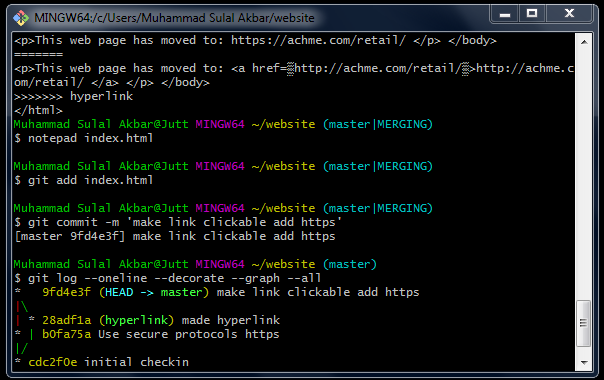 MINGW64:/c/Users/Muhammad Sulal Akbar/website
<p>This web page has moved to: https://achme.com/retail/ </p> </body>
=======
<p>This web page has moved to: <a href=▒http://achme.com/retail/▒>http://achme.c
om/retail/ </a> </p> </body>
>>>>>>> hyperlink
</html>
Muhammad Sulal Akbar@Jutt MINGW64 ~/website (master|MERGING)
$ notepad index.html
Muhammad Sulal Akbar@Jutt MINGW64 ~/website (master|MERGING)
$ git add index.html
Muhammad Sulal Akbar@Jutt MINGW64 ~/website (master|MERGING)
$ git commit -m 'make link clickable add https'
[master 9fd4e3f] make link clickable add https
Muhammad Sulal Akbar@Jutt MINGW64 ~/website (master)
$ git log --oneline --decorate --graph --all
*   9fd4e3f (HEAD -> master) make link clickable add https
|\
| * 28adf1a (hyperlink) made hyperlink
* | b0fa75a Use secure protocols https
|/
* cdc2f0e initial checkin